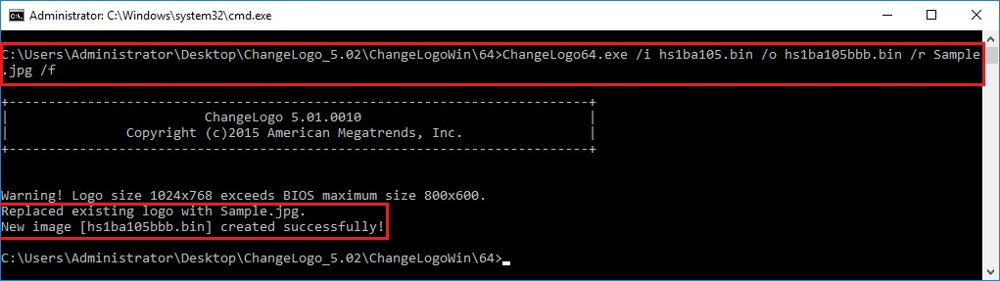 Administrator: C:\Windows\system32\cmd.exe
C:\Users\Administrator\Desktop\ChangeLogo_5.02\ChangeLogoWin\64>ChangeLogo64.exe /i hs1ba105.bin /o hs1ba105bbb.bin /r Sample
.jpg /f
+---------------------------------------------------------------------------+
| ChangeLogo 5.01.0010 |
| Copyright (c)2015 American Megatrends, Inc. |
+---------------------------------------------------------------------------+
Warning! Logo size 1024x768 exceeds BIOS maximum size 800x600.
Replaced existing logo with Sample.jpg.
New image [hs1ba105bbb.bin] created successfully!
C:\Users\Administrator\Desktop\ChangeLogo_5.02\ChangeLogoWin\64>